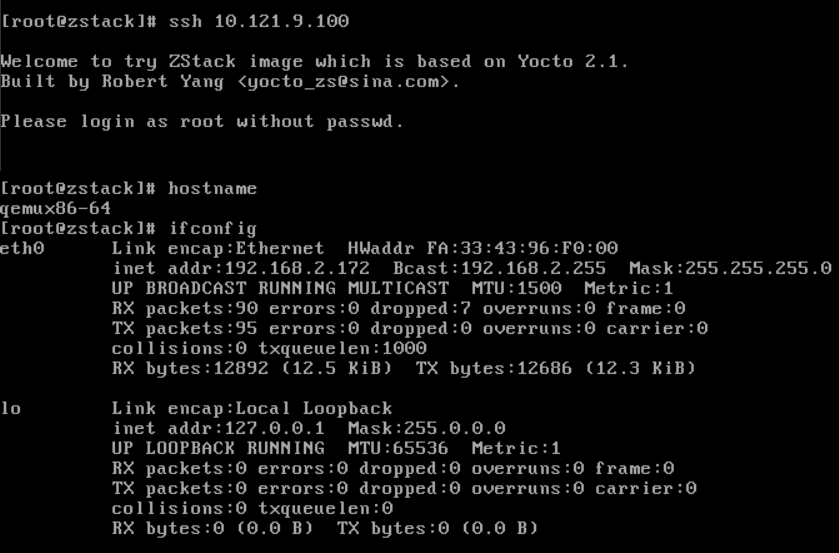 [root@zstack]# ssh 10.121.9.100
Welcome to try ZStack image which is based on Yocto 2.1.
Built by Robert Yang <yocto_zs@sina.com>.
Please login as root without passwd.
[root@zstack]# hostname
qemux86-64
[root@zstack]# ifconfig
eth0 Link encap:Ethernet HWaddr FA:33:43:96:F0:00
inet addr:192.168.2.172 Bcast:192.168.2.255 Mask:255.255.255.0
UP BROADCAST RUNNING MULTICAST MTU:1500 Metric:1
RX packets:90 errors:0 dropped:7 overruns:0 frame:0
TX packets:95 errors:0 dropped:0 overruns:0 carrier:0
collisions:0 txqueuelen:1000
RX bytes:12892 (12.5 KiB) TX bytes:12686 (12.3 KiB)
lo Link encap:Local Loopback
inet addr:127.0.0.1 Mask:255.0.0.0
UP LOOPBACK RUNNING MTU:65536 Metric:1
RX packets:0 errors:0 dropped:0 overruns:0 frame:0
TX packets:0 errors:0 dropped:0 overruns:0 carrier:0
collisions:0 txqueuelen:0
RX bytes:0 (0.0 B) TX bytes:0 (0.0 B)